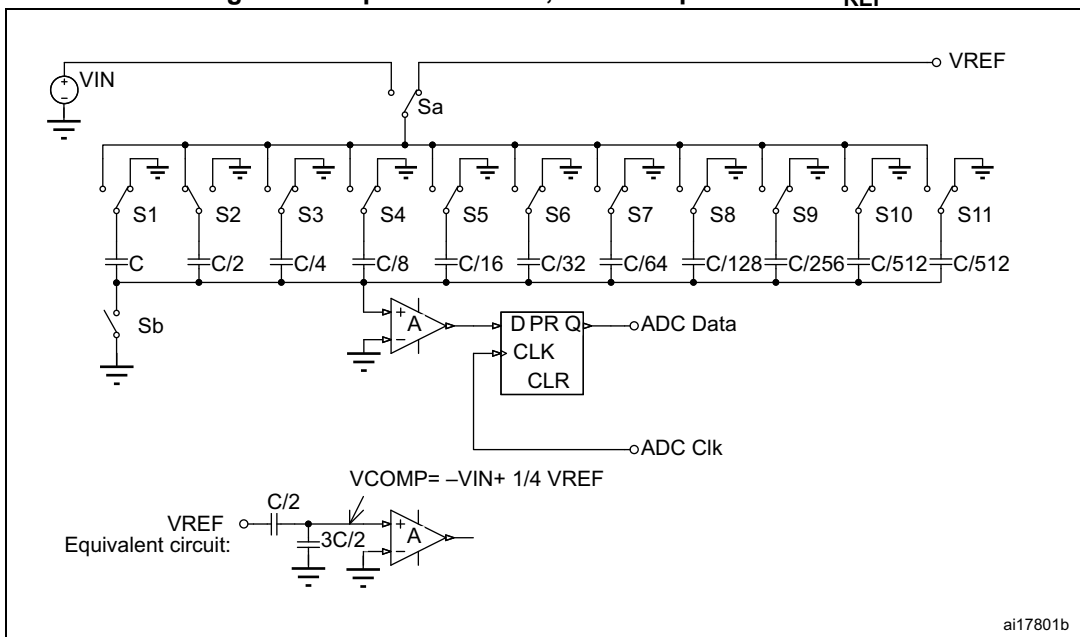 VREF
VIN
Sa
S1 S2 S3 S4 S5 S6 S7 S8 S9 S10 S11
C C/2 C/4 C/8 C/16 C/32 C/64 C/128 C/256 C/512 C/512
Sb
+ A −
D PR Q
ADC Data
CLK
CLR
ADC Clk
VCOMP= –VIN+ 1/4 VREF
C/2
VREF
+ A −
Equivalent circuit:
3C/2
ai17801b